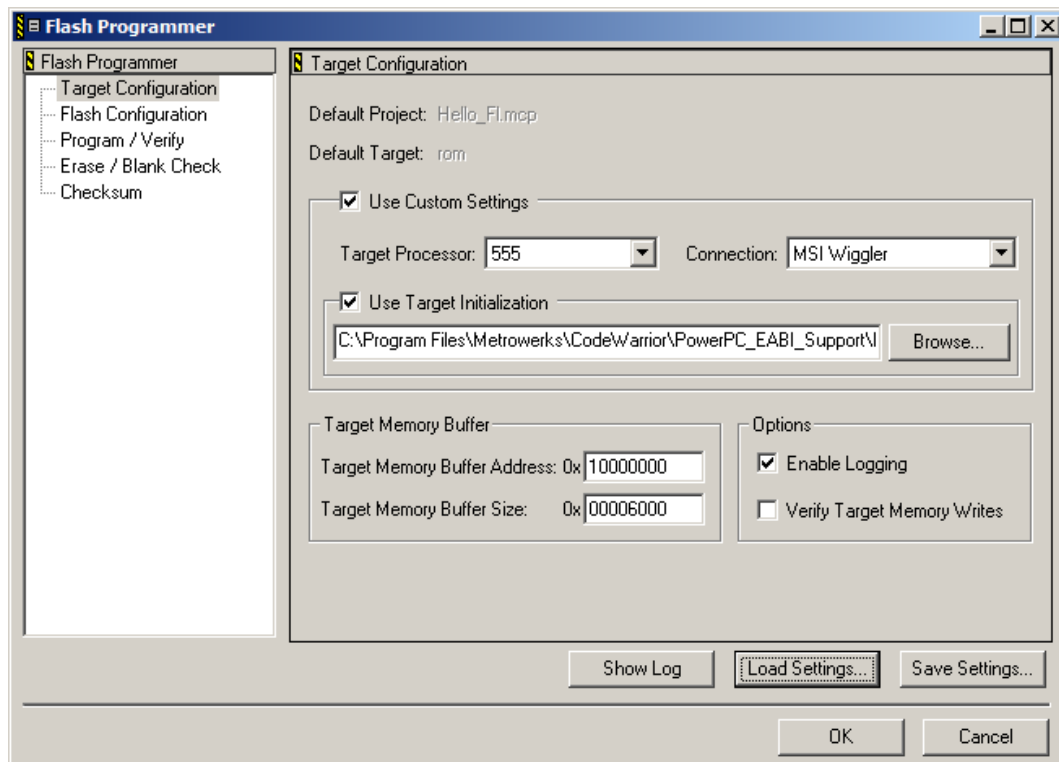 Flash Programmer
Flash Programmer
Target Configuration
Flash Configuration
Program / Verify
Erase / Blank Check
Checksum
Target Configuration
Default Project: Hello_Fl.mcp
Default Target: rom
Use Custom Settings
Target Processor: 555 Connection: MSI Wiggler
Use Target Initialization
C:\Program Files\Metrowerks\CodeWarrior\PowerPC_EABI_Support\ Browse...
Target Memory Buffer
Target Memory Buffer Address: 0x 10000000
Target Memory Buffer Size: 0x 00006000
Options
Enable Logging
Verify Target Memory Writes
Show Log Load Settings... Save Settings...
OK Cancel